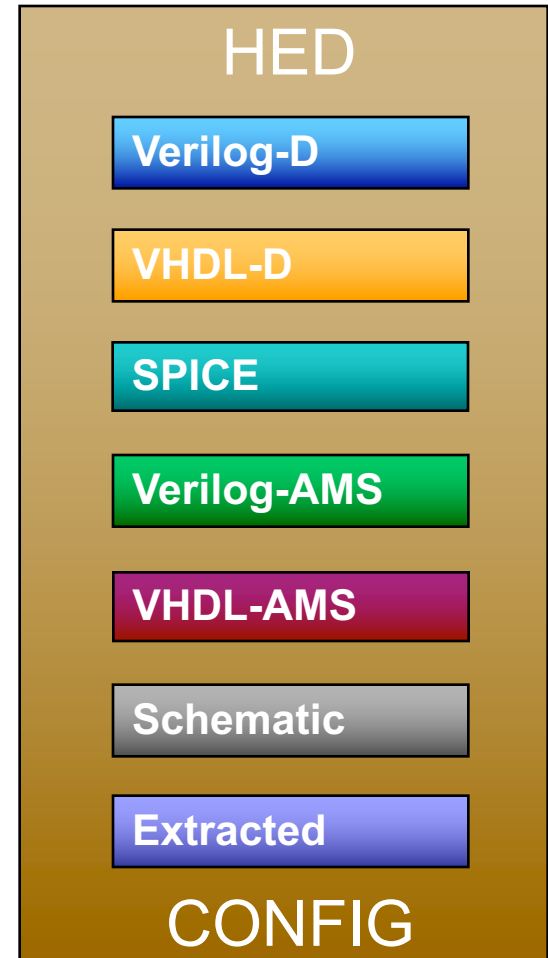 HED
Verilog-D
VHDL-D
SPICE
Verilog-AMS
VHDL-AMS
Schematic
Extracted
CONFIG